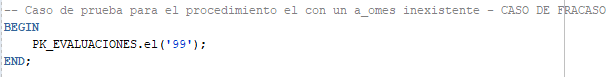 -- Caso de prueba para el procedimiento el con un a_omes inexistente - CASO DE FRACASO
BEGIN
PK_EVALUACIONES.el('99');
END;